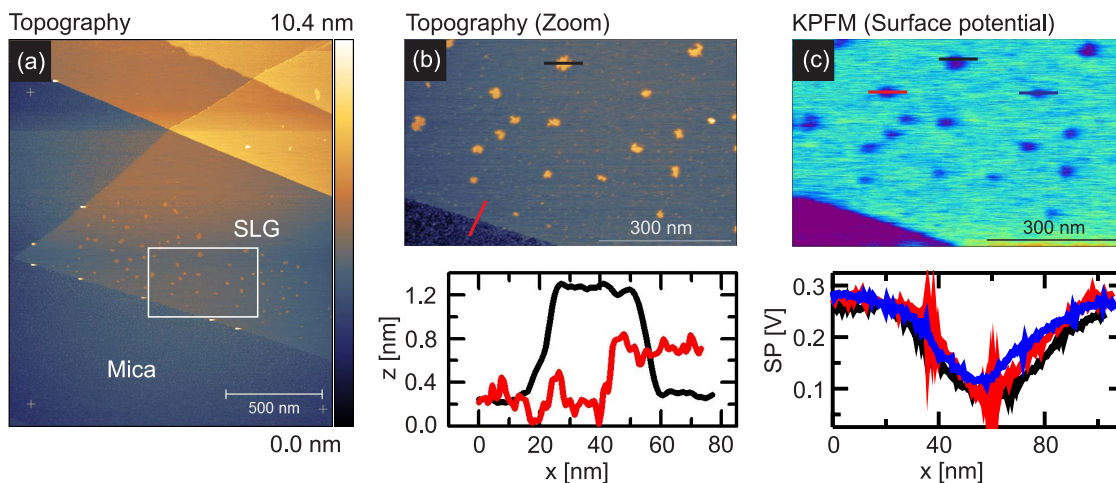 Topography 10.4 nm
(a)
SLG
Mica
500 nm
0.0 nm
Topography (Zoom)
(b)
300 nm
z [nm]
1.2
0.8
0.4
0.0
0 20 40 60 80
x [nm]
KPFM (Surface potential)
(c)
300 nm
SP [V]
0.3
0.2
0.1
0 40 80
x [nm]